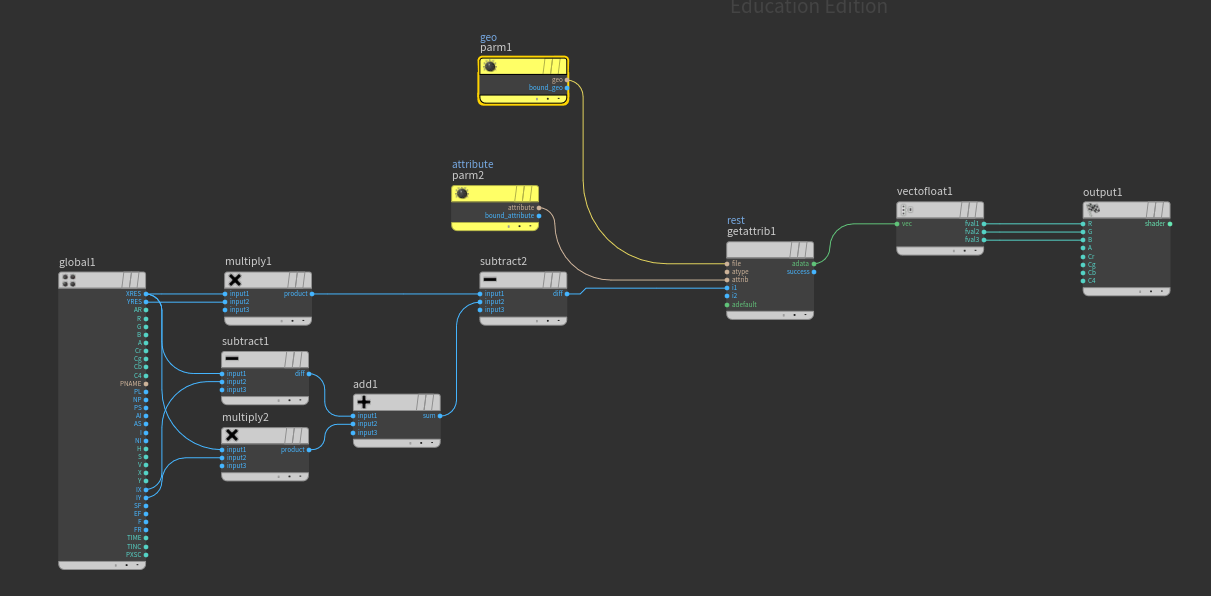 Education Edition
geo
parm1
geo
bound_geo
attribute
parm2
attribute
bound_attribute
vectofloat1
vec
fval1
fval2
fval3
output1
R
G
B
A
Cr
Cg
Cb
C4
shader
rest
getattrib1
file
atype
attrib
i1
i2
adefault
adata
success
global1
XRES
YRES
AR
R
G
B
A
Cr
Cg
Cb
C4
PNAME
PL
NP
PS
AI
AS
I
NI
H
S
V
X
Y
IX
IY
SF
EF
F
FR
TIME
TINC
PXSC
multiply1
input1
input2
input3
product
subtract2
input1
input2
input3
diff
subtract1
input1
input2
input3
diff
add1
input1
input2
input3
sum
multiply2
input1
input2
input3
product